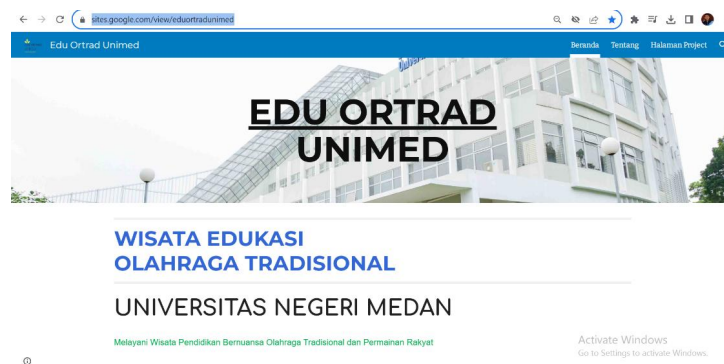 sites.google.com/view/eduortradunimed
Edu Ortrad Unimed
Beranda Tentang Halaman Project
EDU ORTRAD
UNIMED
WISATA EDUKASI
OLAHRAGA TRADISIONAL
UNIVERSITAS NEGERI MEDAN
Melayani Wisata Pendidikan Bernuansa Olahraga Tradisional dan Permainan Rakyat
Activate Windows
Go to Settings to activate Windows.